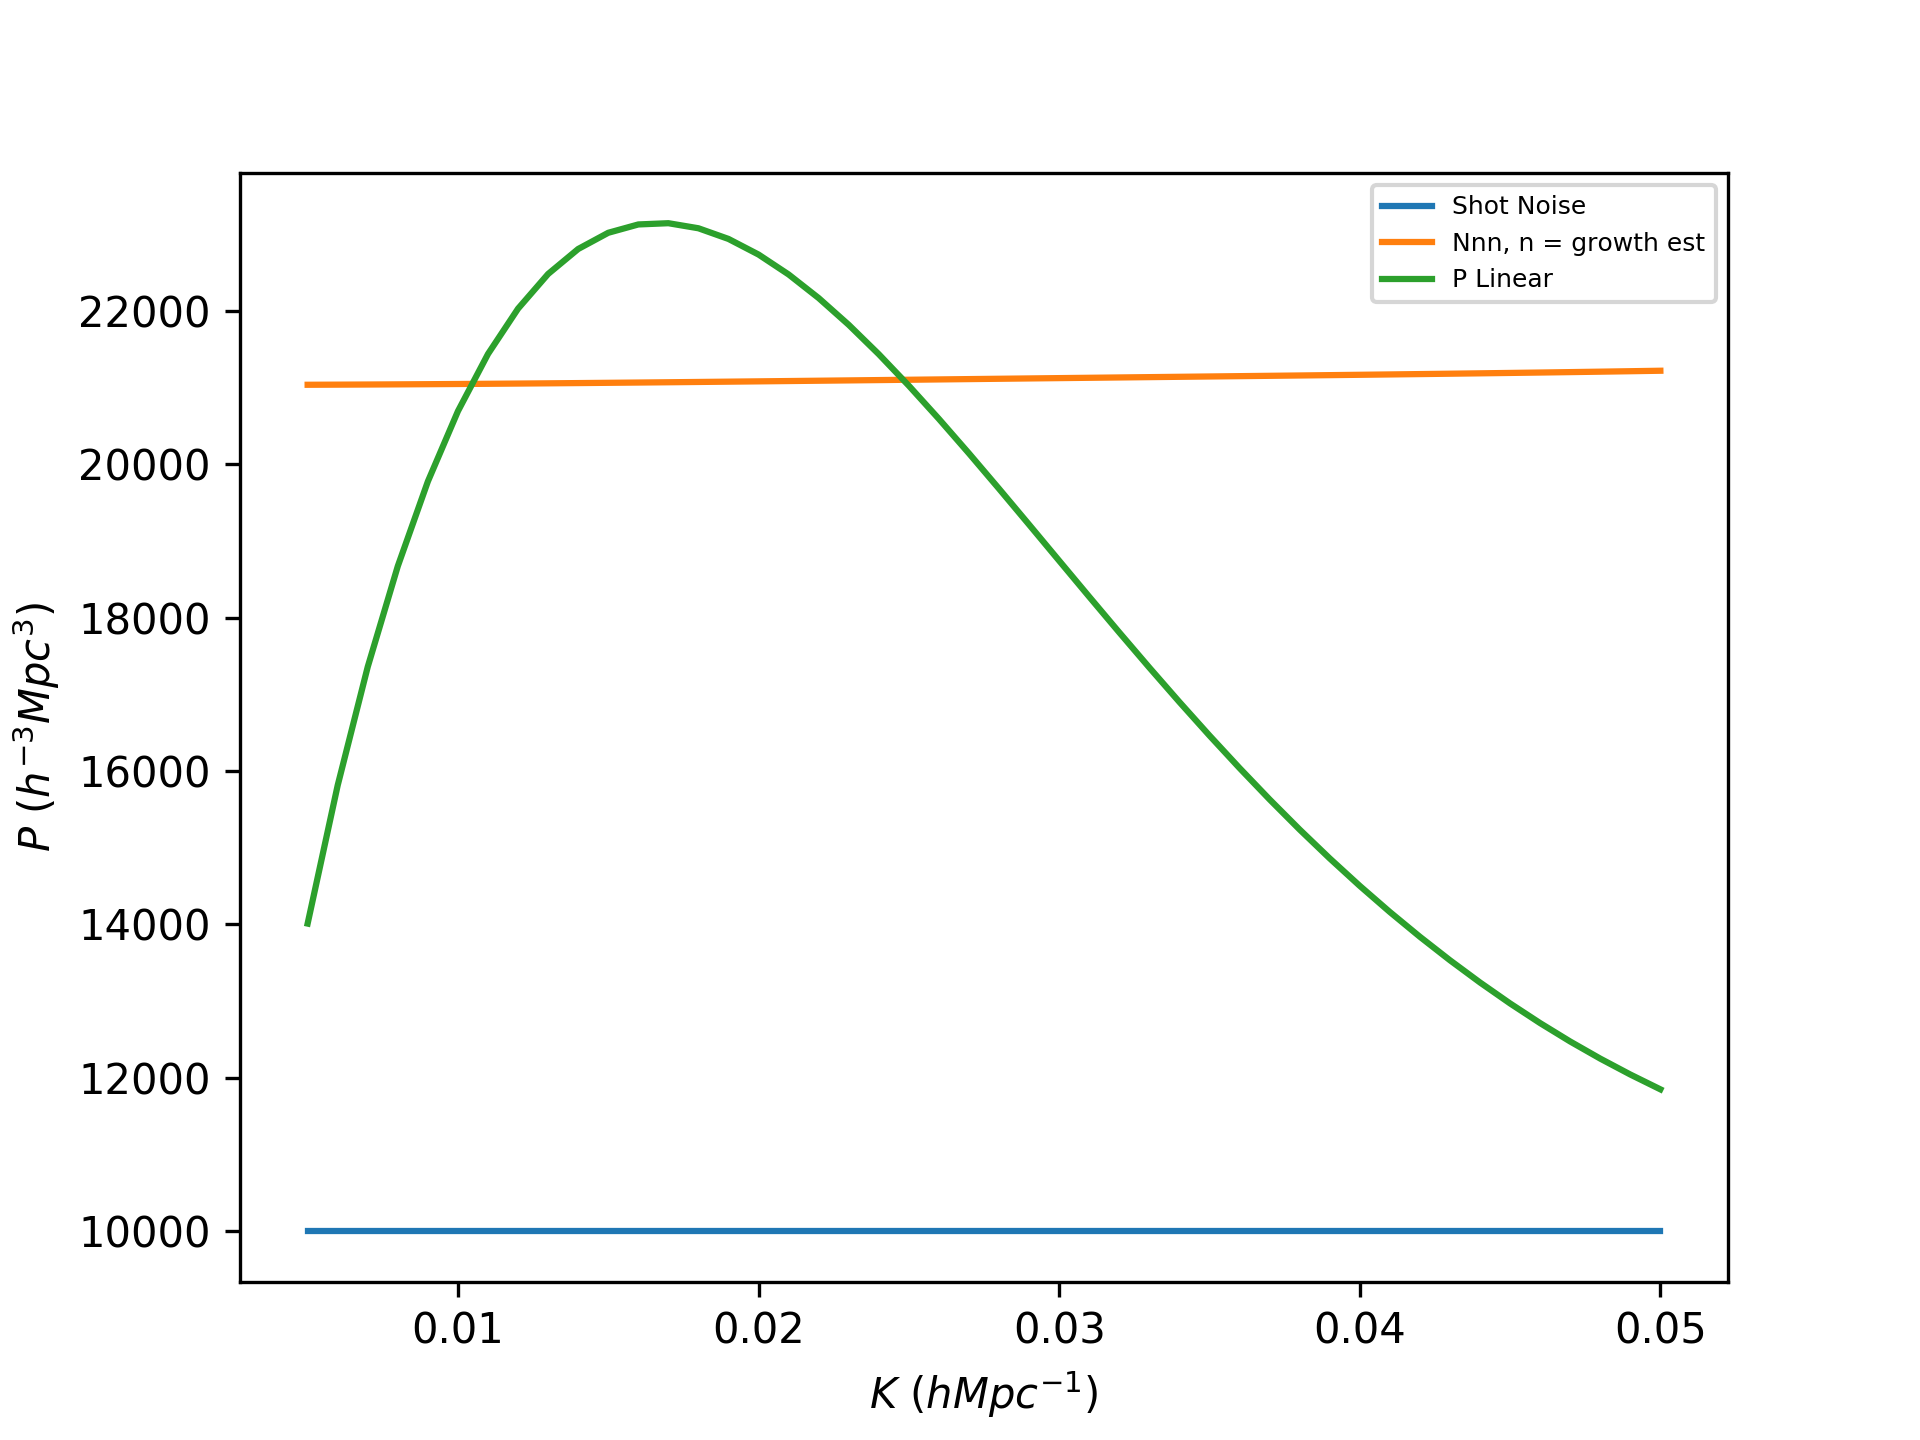 Shot Noise
Nnn, n = growth est
P Linear
22000
20000
18000
16000
14000
12000
10000
P (h⁻³Mpc³)
0.01 0.02 0.03 0.04 0.05
K (hMpc⁻¹)